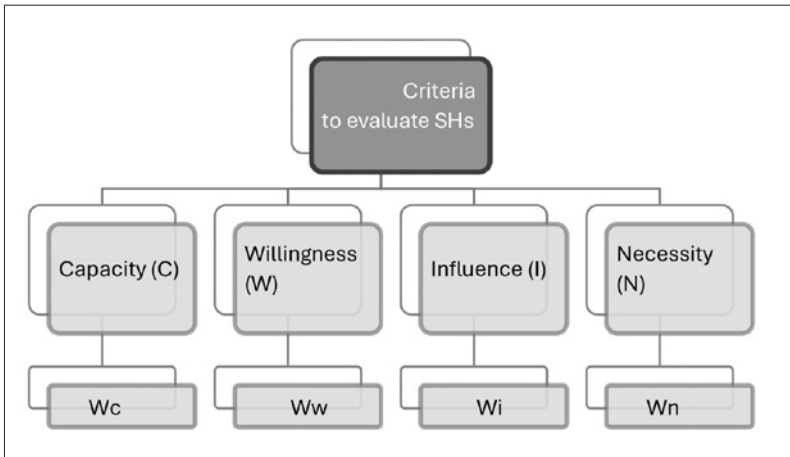 Criteria
to evaluate SHs
Capacity (C)
Willingness
(W)
Influence (I)
Necessity
(N)
Wc
Ww
Wi
Wn